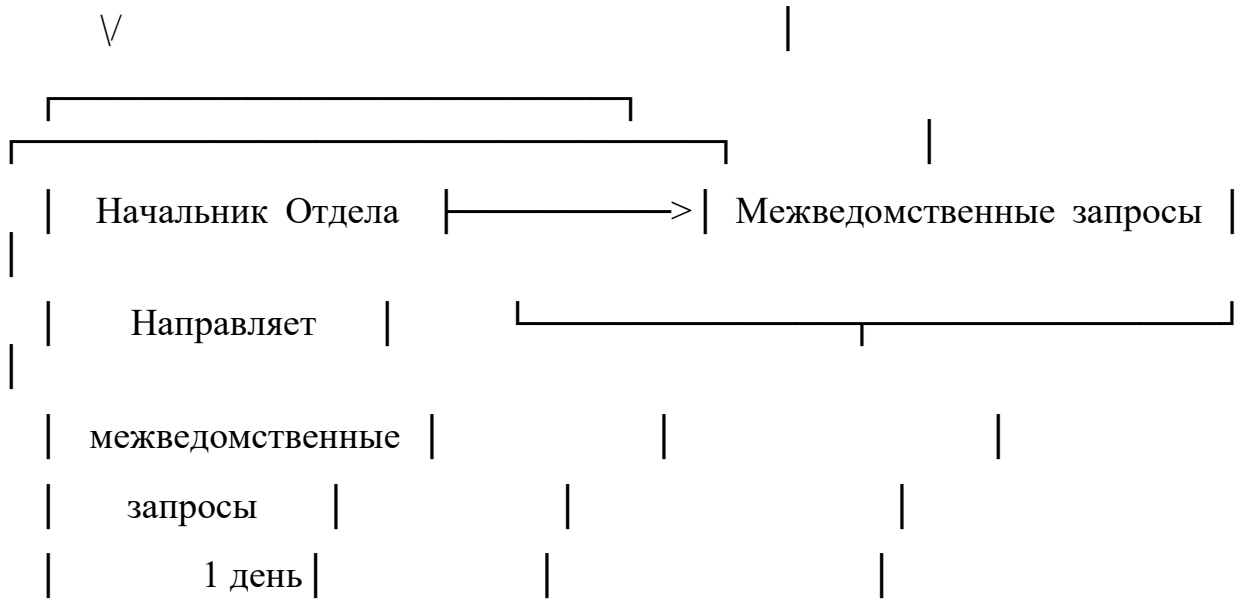 \/ │
┌──────────────────────┐
┌───────────────────────────┐ │
│ Начальник Отдела ├────────>│ Межведомственные запросы │
│
│ Направляет │ └─────────────┬─────────────┘
│
│ межведомственные │ │ │
│ запросы │ │ │
│ 1 день│ │ │